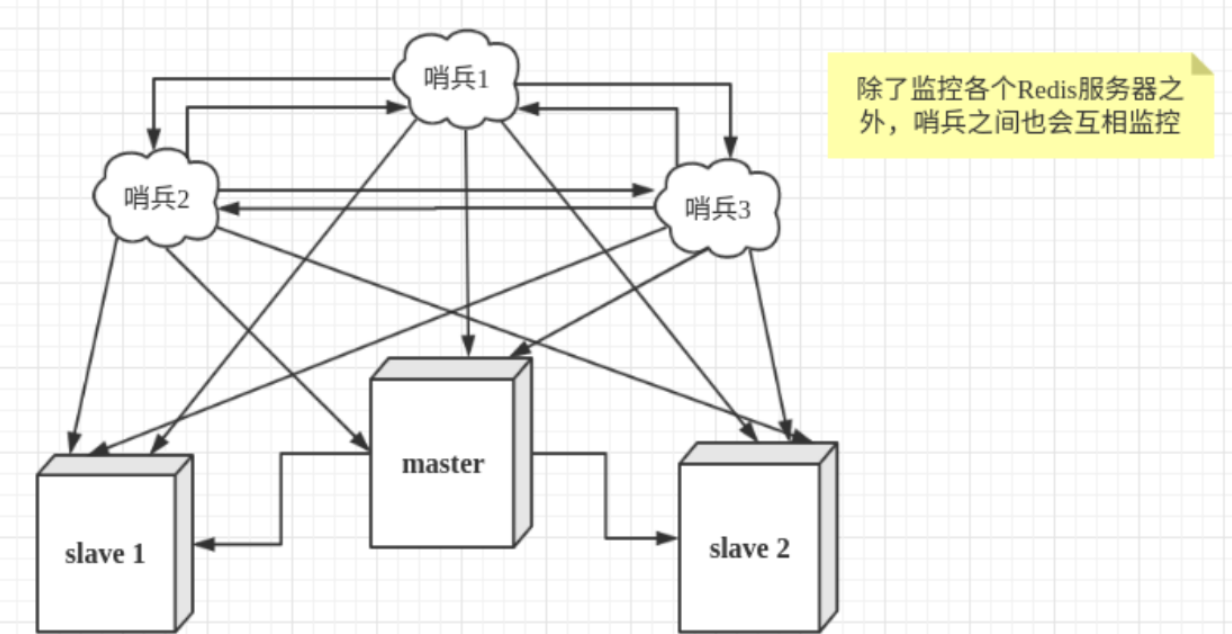 哨兵1
除了监控各个Redis服务器之
外，哨兵之间也会互相监控
哨兵2
哨兵3
master
slave 1
slave 2